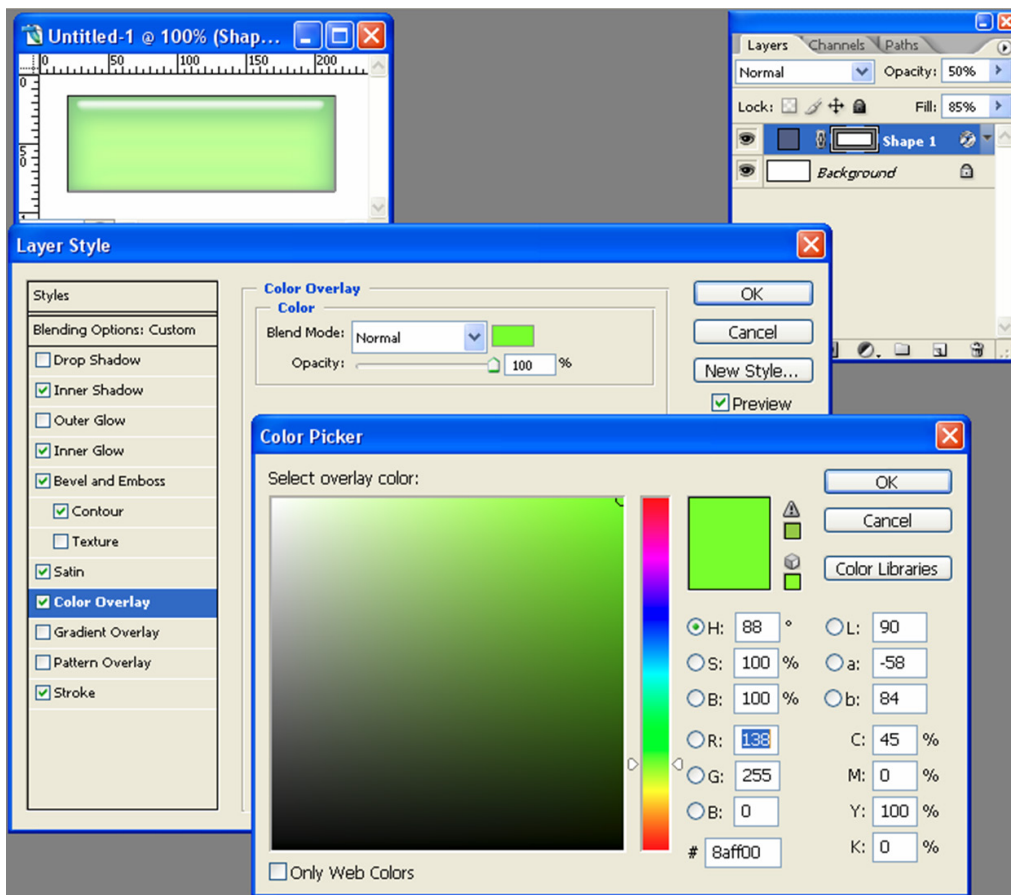 Untitled-1 @ 100% (Shap...
0 50 100 150 200
0
50
1
Layers Channels Paths
Normal Opacity: 50%
Lock: Fill: 85%
Shape 1
Background
Layer Style
Styles
Blending Options: Custom
Drop Shadow
Inner Shadow
Outer Glow
Inner Glow
Bevel and Emboss
Contour
Texture
Satin
Color Overlay
Gradient Overlay
Pattern Overlay
Stroke
Color Overlay
Color
Blend Mode: Normal
Opacity: 100 %
OK
Cancel
New Style...
Preview
Color Picker
Select overlay color:
Only Web Colors
OK
Cancel
Color Libraries
H: 88 ° L: 90
S: 100 % a: -58
B: 100 % b: 84
R: 138 C: 45 %
G: 255 M: 0 %
B: 0 Y: 100 %
# 8aff00 K: 0 %